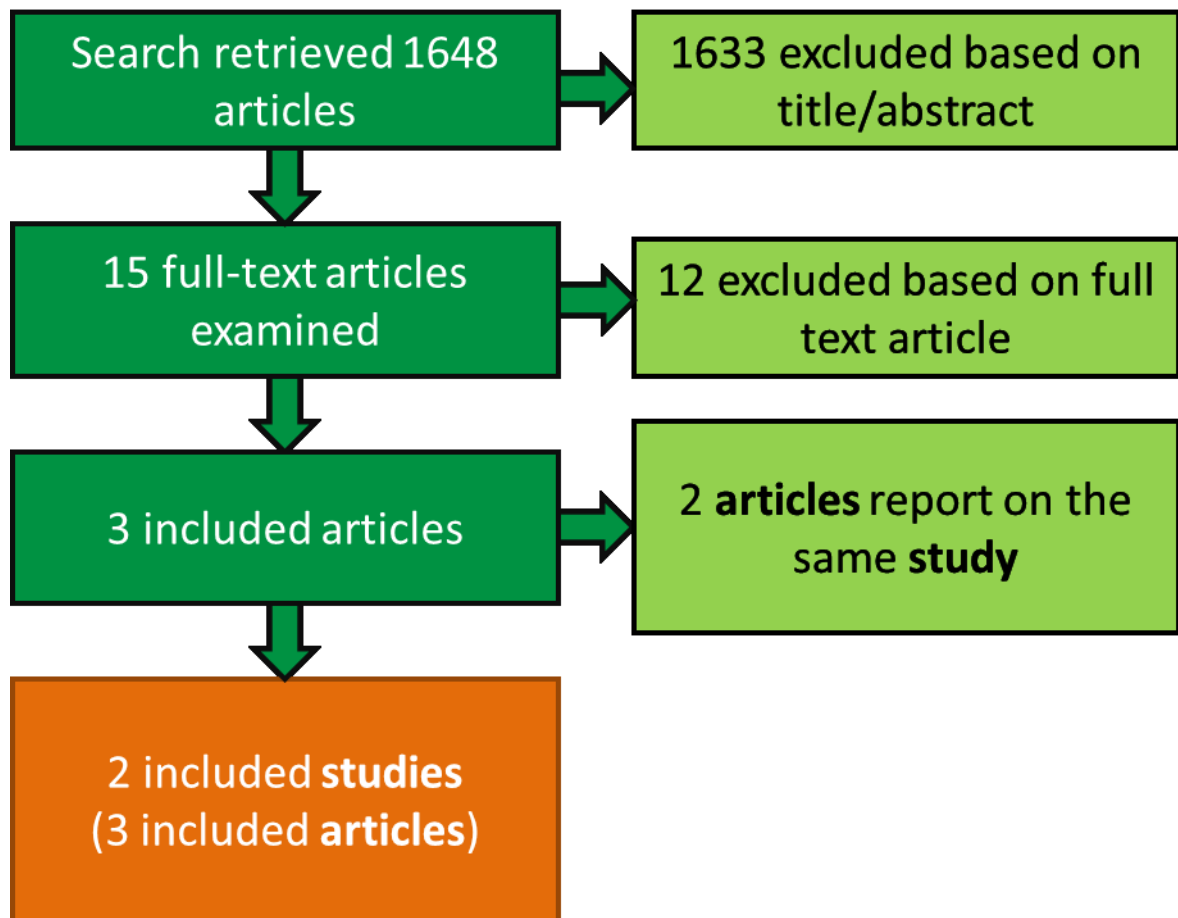 Search retrieved 1648
articles
1633 excluded based on
title/abstract
15 full-text articles
examined
12 excluded based on full
text article
3 included articles
2 articles report on the
same study
2 included studies
(3 included articles)